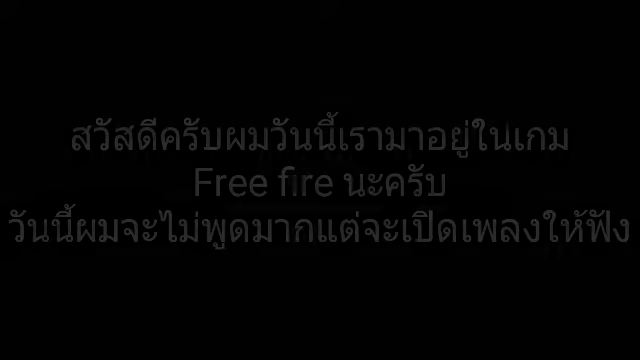 สวัสดีครับผมวันนี้เรามาอยู่ในเกม
Free fire นะครับ
วันนี้ผมจะไม่พูดมากแต่จะเปิดเพลงให้ฟัง